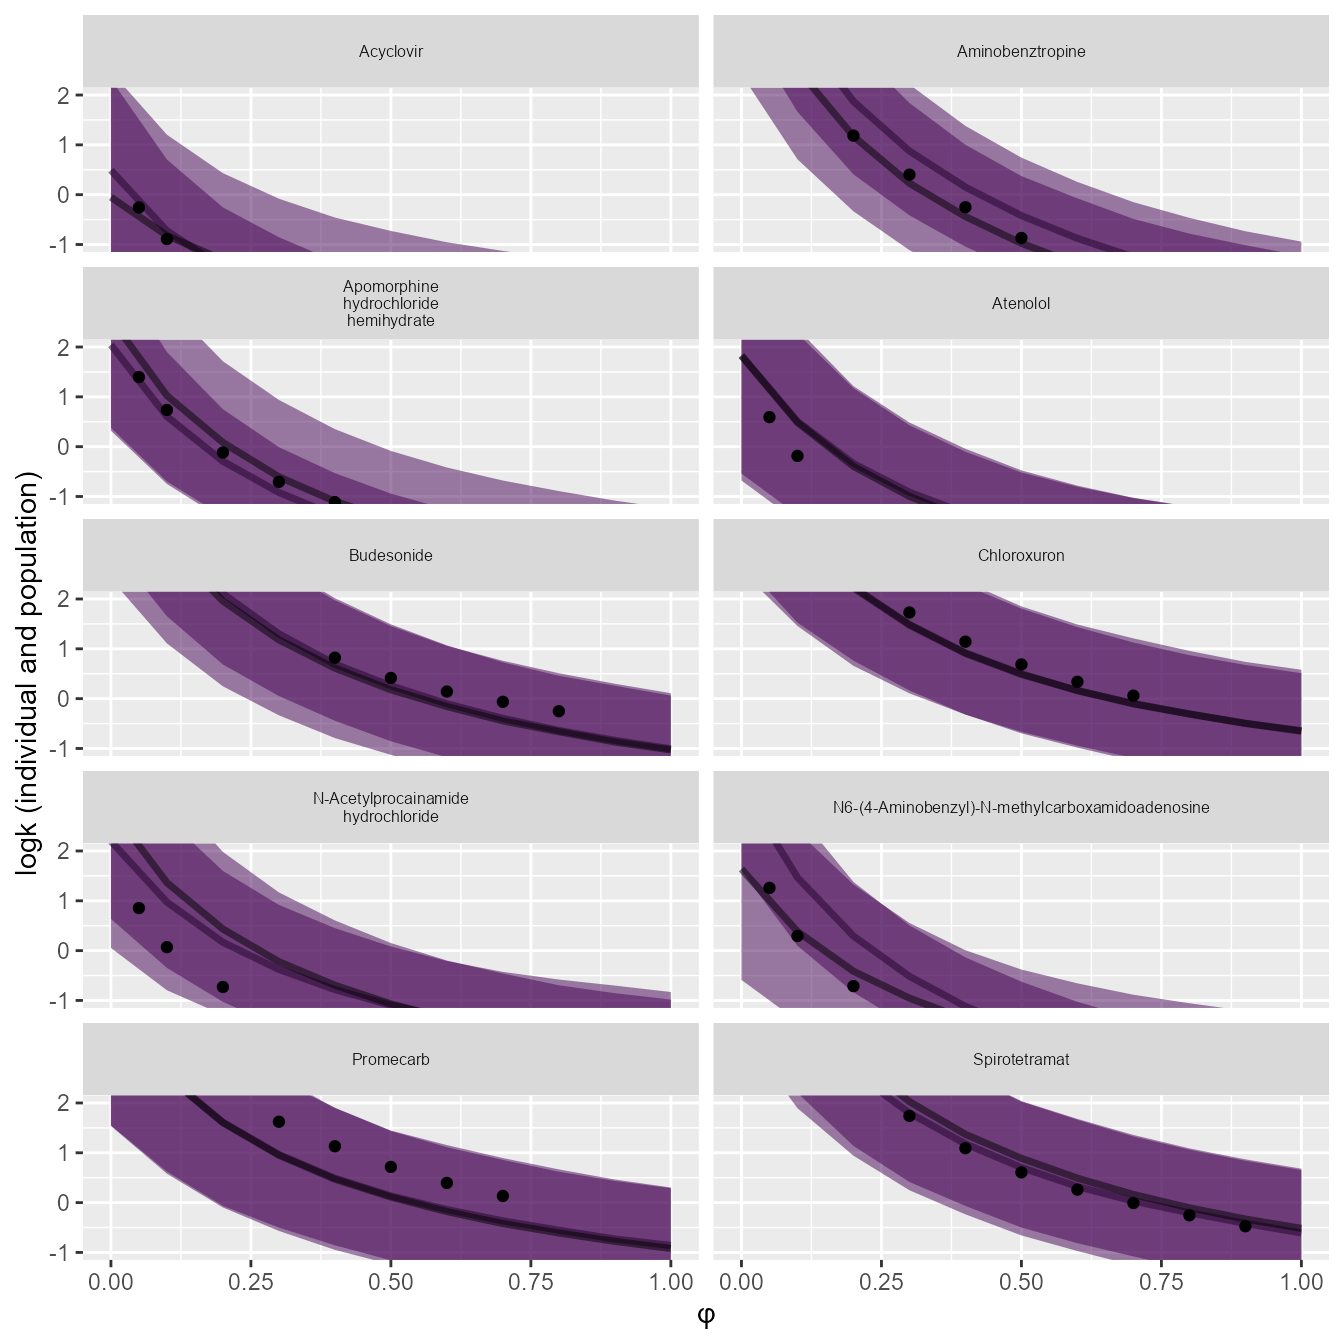 Acyclovir
Aminobenztropine
2
1
0
-1
Apomorphine
hydrochloride
hemihydrate
Atenolol
2
1
0
-1
Budesonide
Chloroxuron
2
1
0
-1
N-Acetylprocainamide
hydrochloride
N6-(4-Aminobenzyl)-N-methylcarboxamidoadenosine
2
1
0
-1
Promecarb
Spirotetramat
2
1
0
-1
0.00 0.25 0.50 0.75 1.00
0.00 0.25 0.50 0.75 1.00
φ
logk (individual and population)